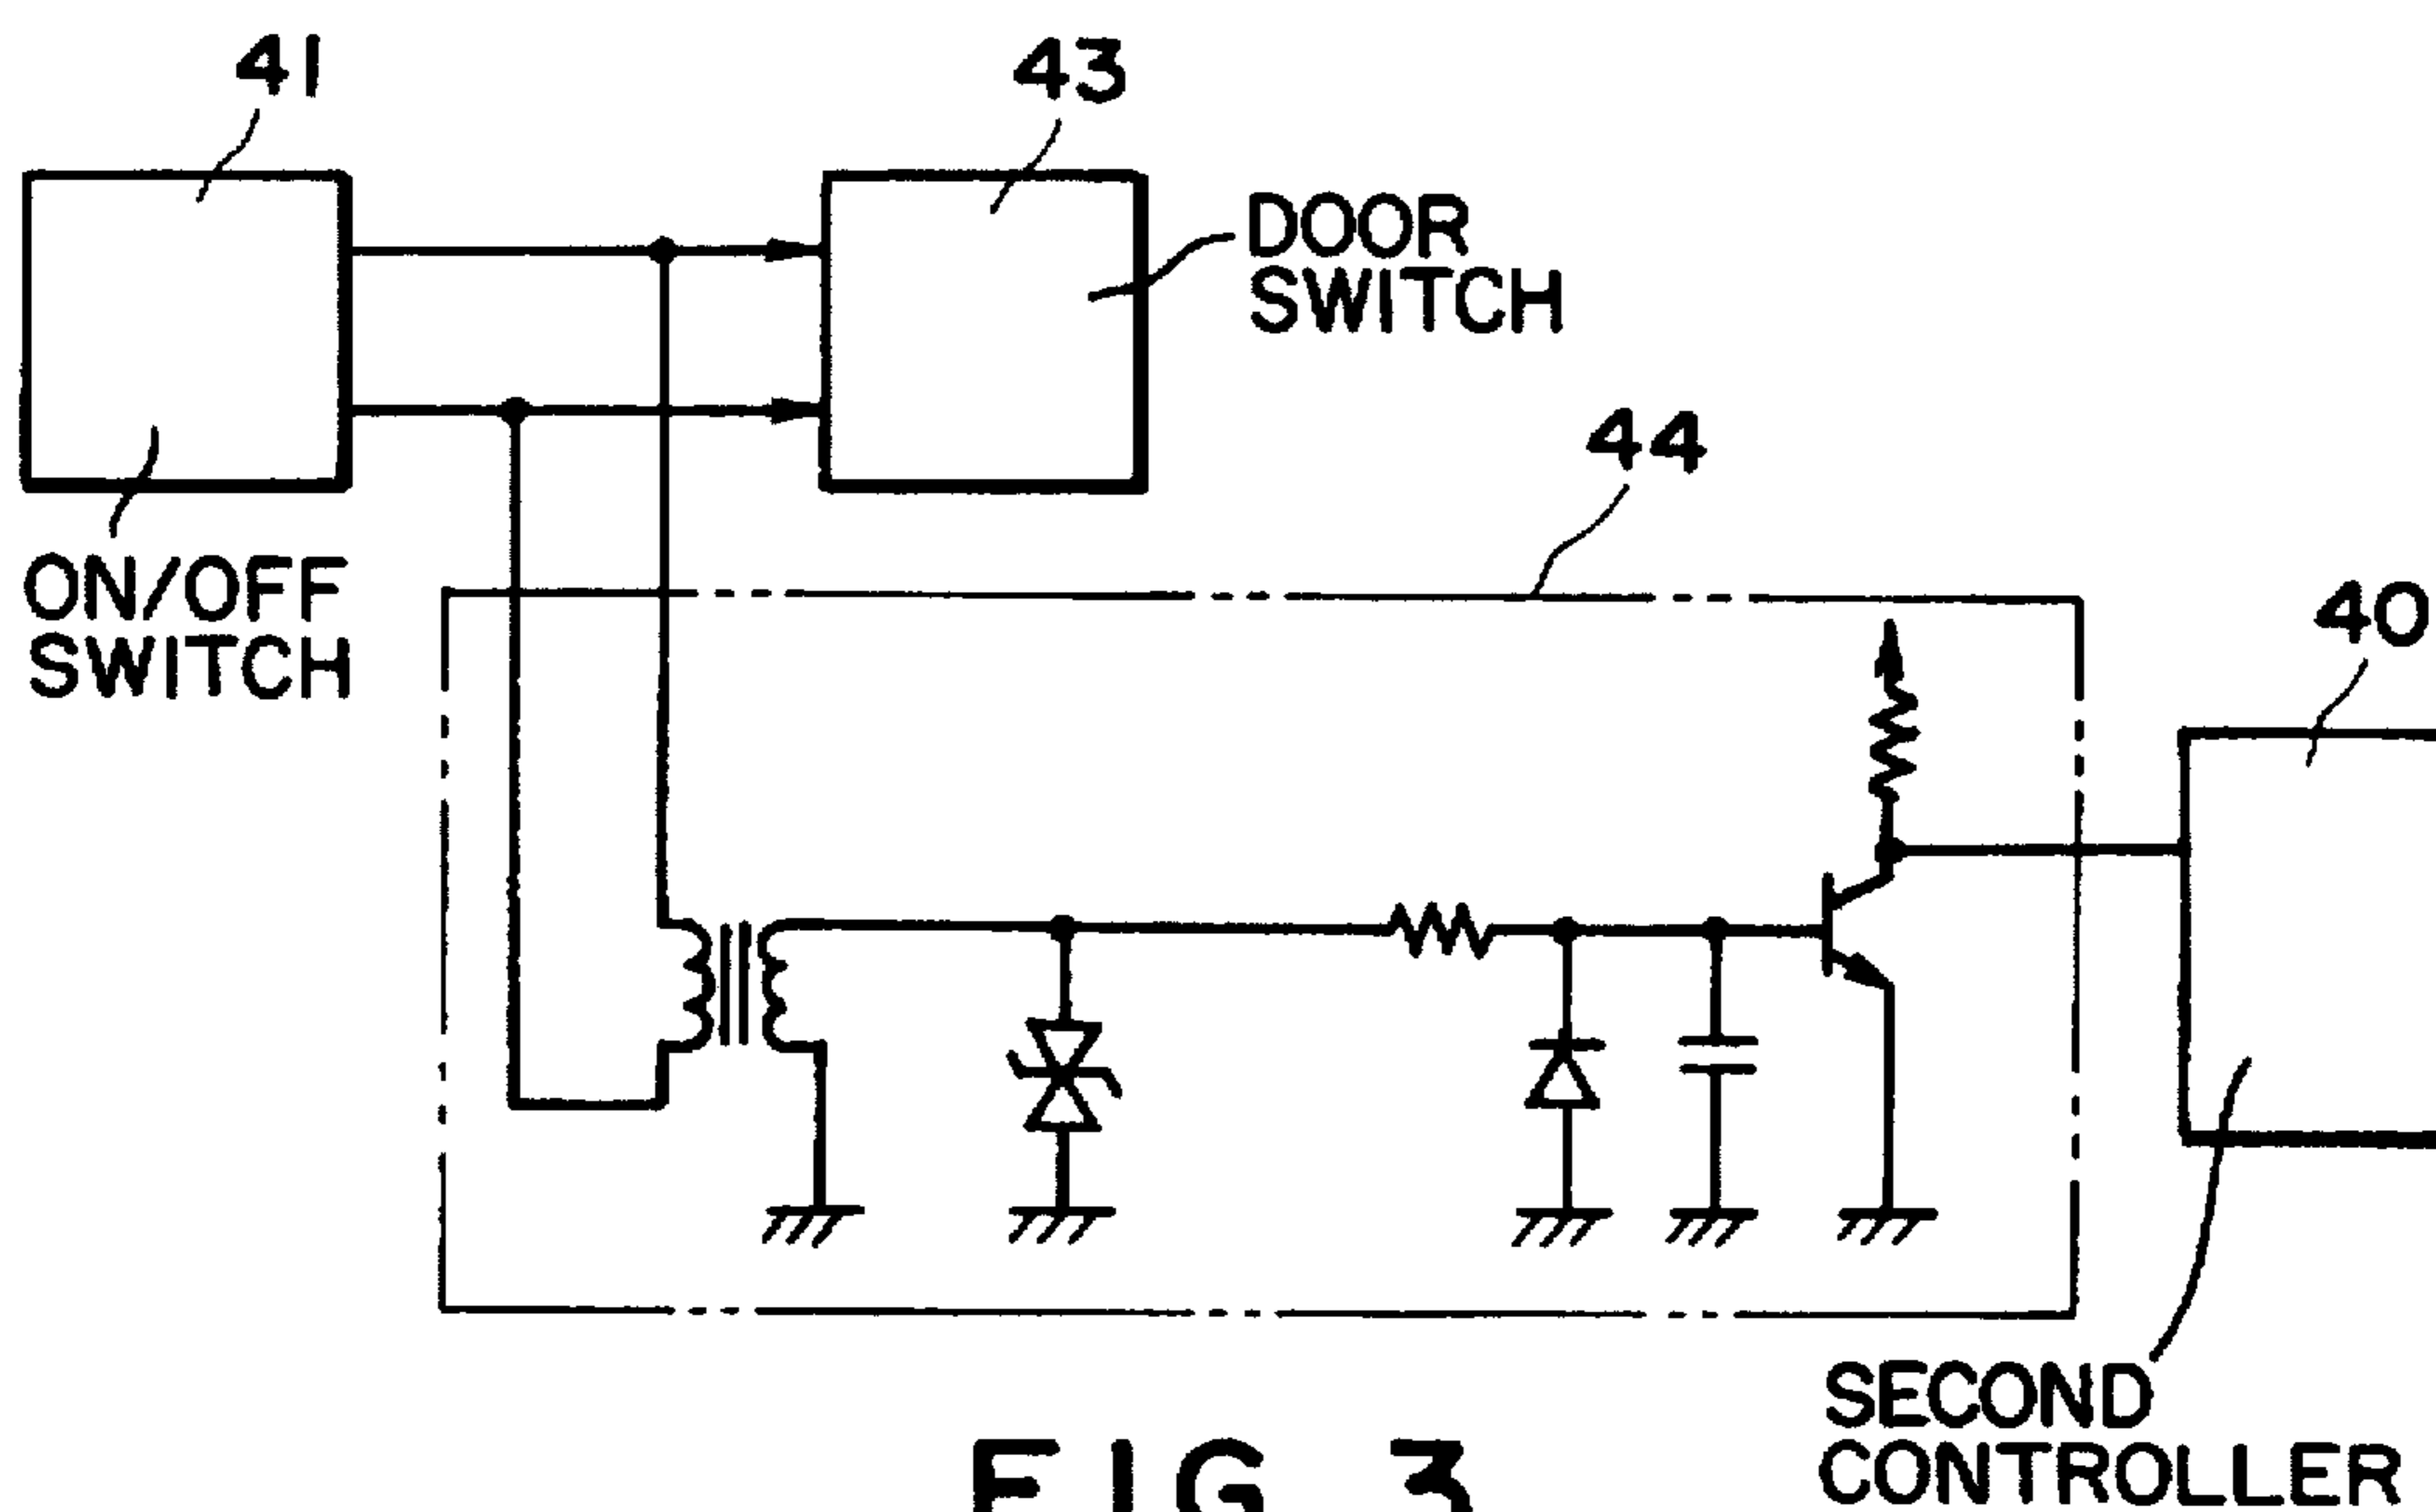 41
43
DOOR
SWITCH
44
ON/OFF
SWITCH
40
SECOND
CONTROLLER
FIG 3